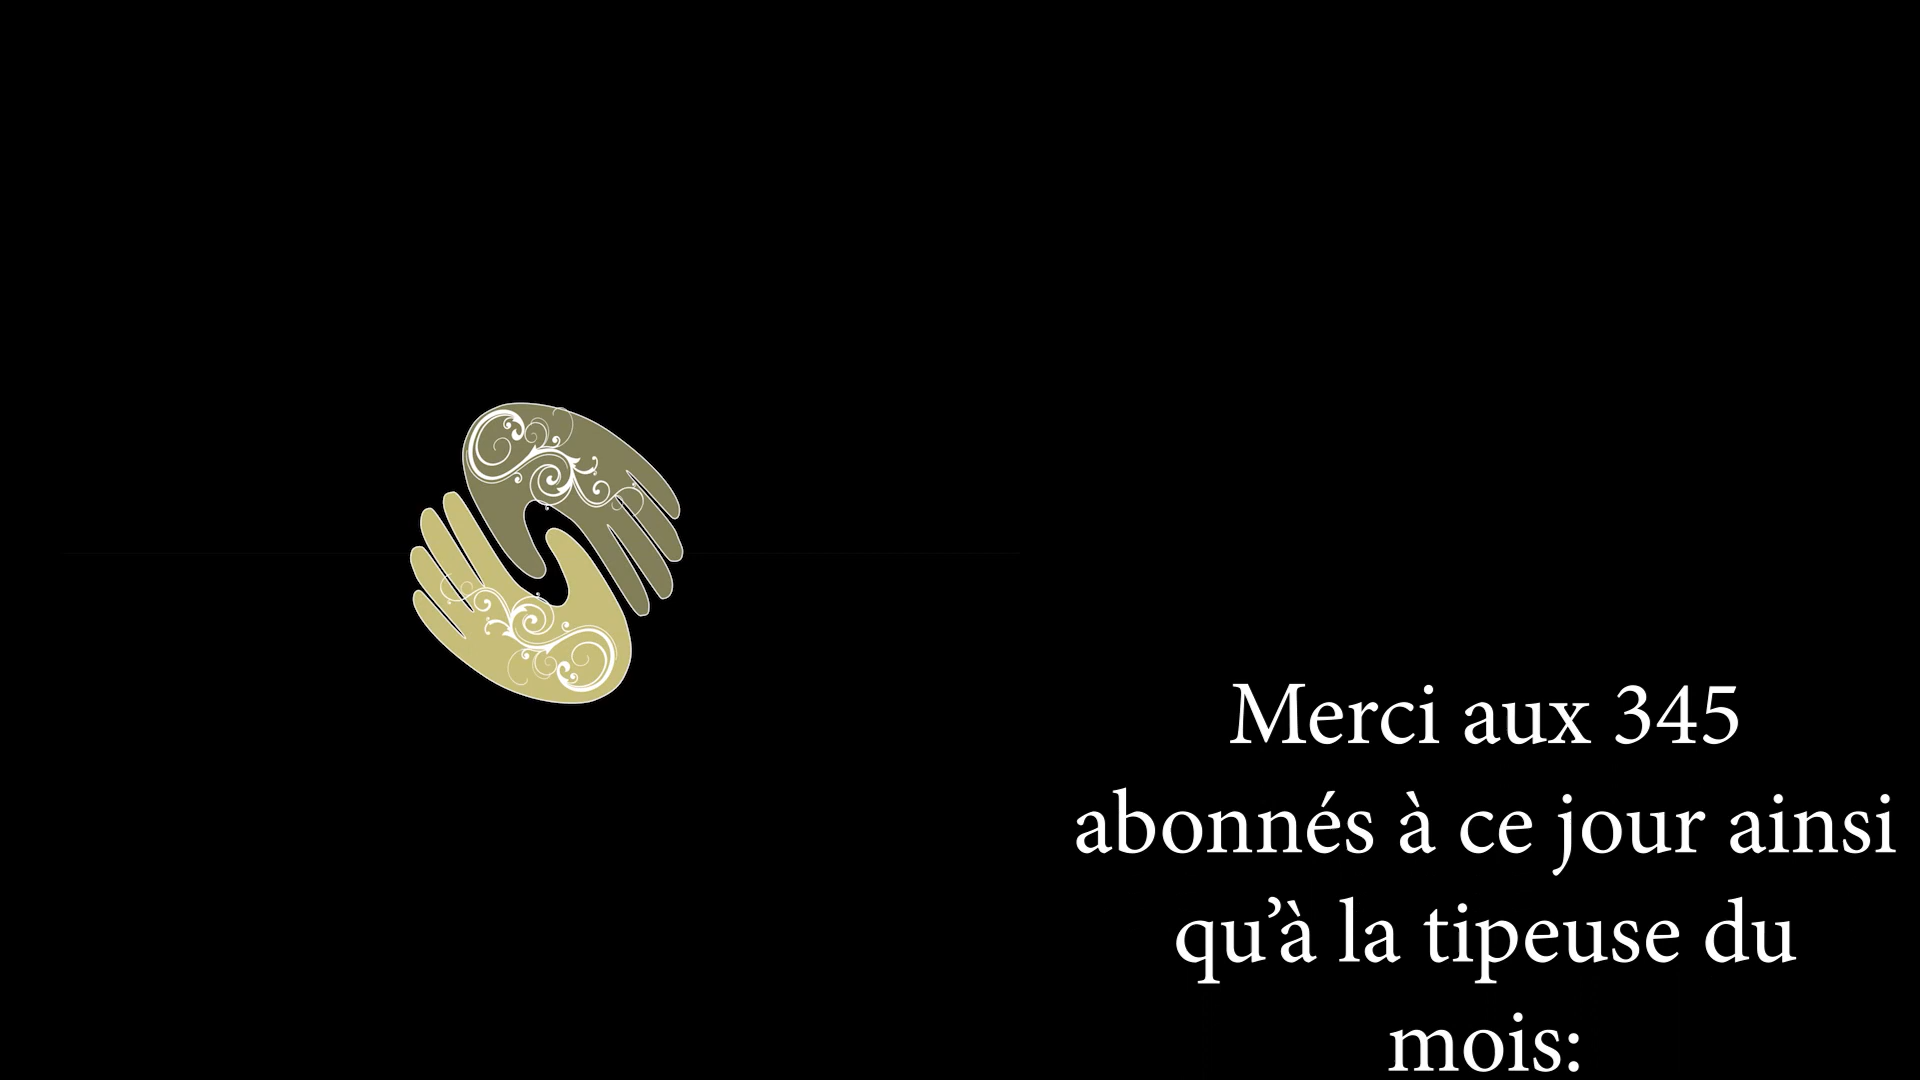 Merci aux 345
abonnés à ce jour ainsi
qu’à la tipeuse du
mois: